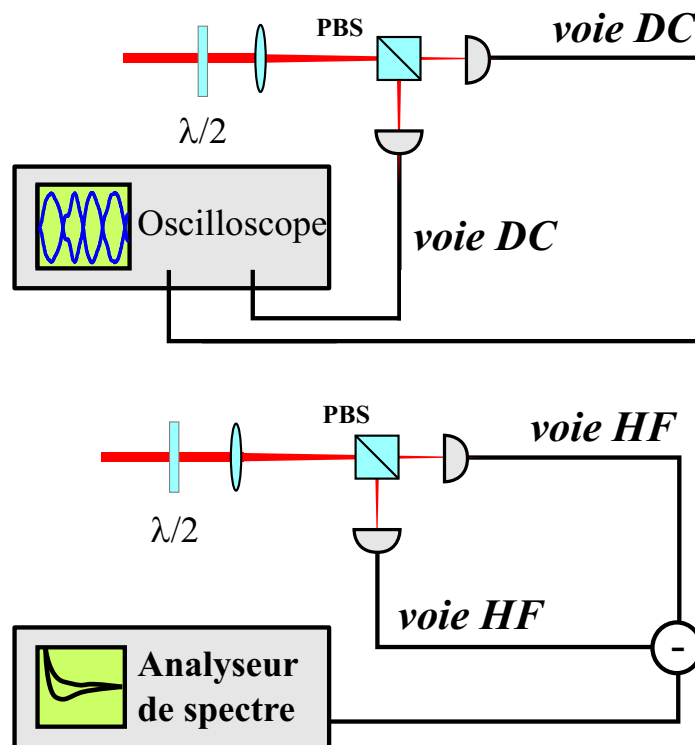 PBS
voie DC
λ/2
Oscilloscope
voie DC
PBS
voie HF
λ/2
voie HF
-
Analyseur
de spectre